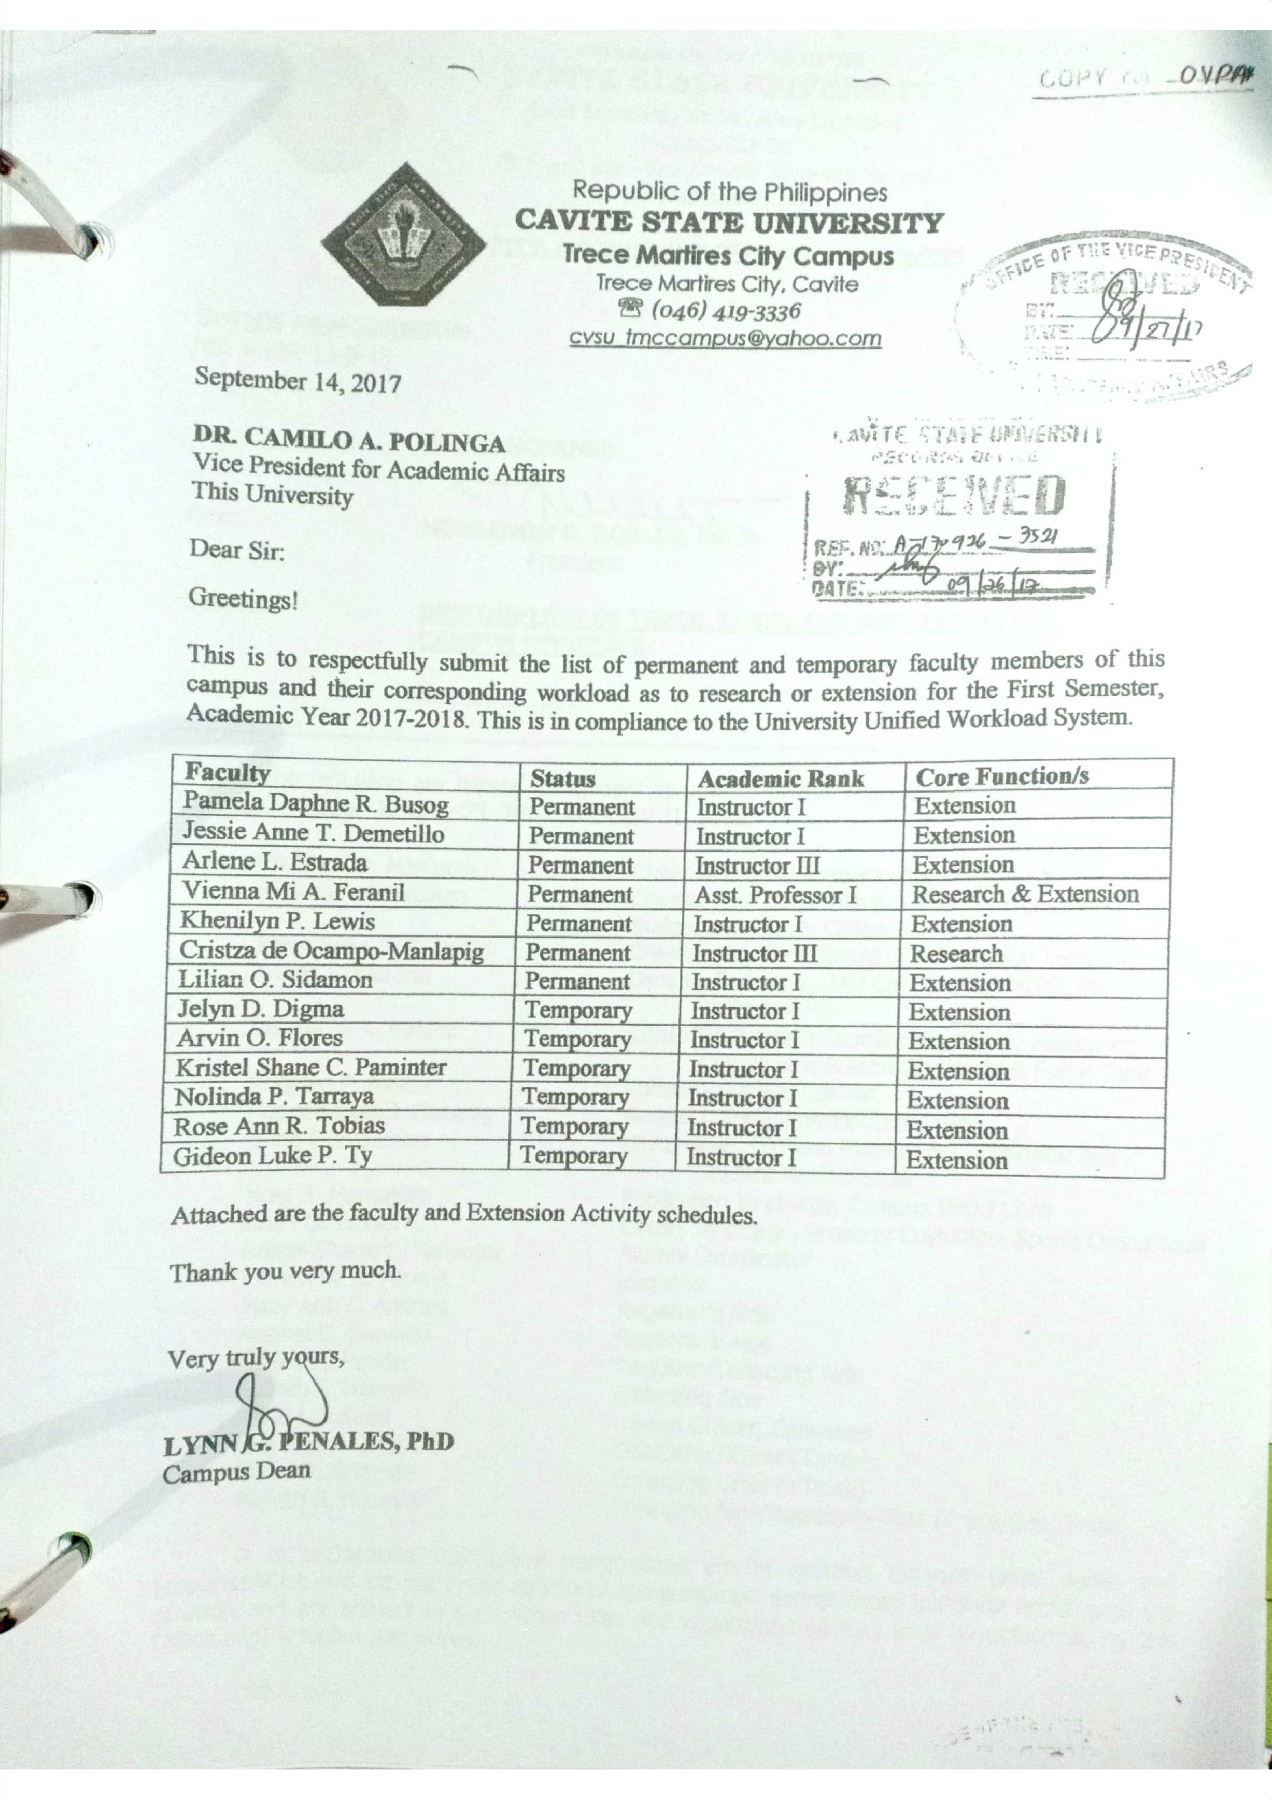 COPY for OVPAA
Republic of the Philippines
CAVITE STATE UNIVERSITY
Trece Martires City Campus
Trece Martires City, Cavite
☎ (046) 419-3336
cvsu_tmccampus@yahoo.com
OFFICE OF THE VICE PRESIDENT
RECEIVED
BY:
DATE: 09/27/17
TIME:
ACADEMIC AFFAIRS
September 14, 2017
CAVITE STATE UNIVERSITY
RECORDS OFFICE
RECEIVED
REF. NO: 170926-3521
BY:
DATE: 09/26/17
DR. CAMILO A. POLINGA
Vice President for Academic Affairs
This University
Dear Sir:
Greetings!
This is to respectfully submit the list of permanent and temporary faculty members of this
campus and their corresponding workload as to research or extension for the First Semester,
Academic Year 2017-2018. This is in compliance to the University Unified Workload System.
Faculty Status Academic Rank Core Function/s
Pamela Daphne R. Busog Permanent Instructor I Extension
Jessie Anne T. Demetillo Permanent Instructor I Extension
Arlene L. Estrada Permanent Instructor III Extension
Vienna Mi A. Feranil Permanent Asst. Professor I Research & Extension
Khenilyn P. Lewis Permanent Instructor I Extension
Cristza de Ocampo-Manlapig Permanent Instructor III Research
Lilian O. Sidamon Permanent Instructor I Extension
Jelyn D. Digma Temporary Instructor I Extension
Arvin O. Flores Temporary Instructor I Extension
Kristel Shane C. Paminter Temporary Instructor I Extension
Nolinda P. Tarraya Temporary Instructor I Extension
Rose Ann R. Tobias Temporary Instructor I Extension
Gideon Luke P. Ty Temporary Instructor I Extension
Attached are the faculty and Extension Activity schedules.
Thank you very much.
Very truly yours,
LYNN G. PENALES, PhD
Campus Dean